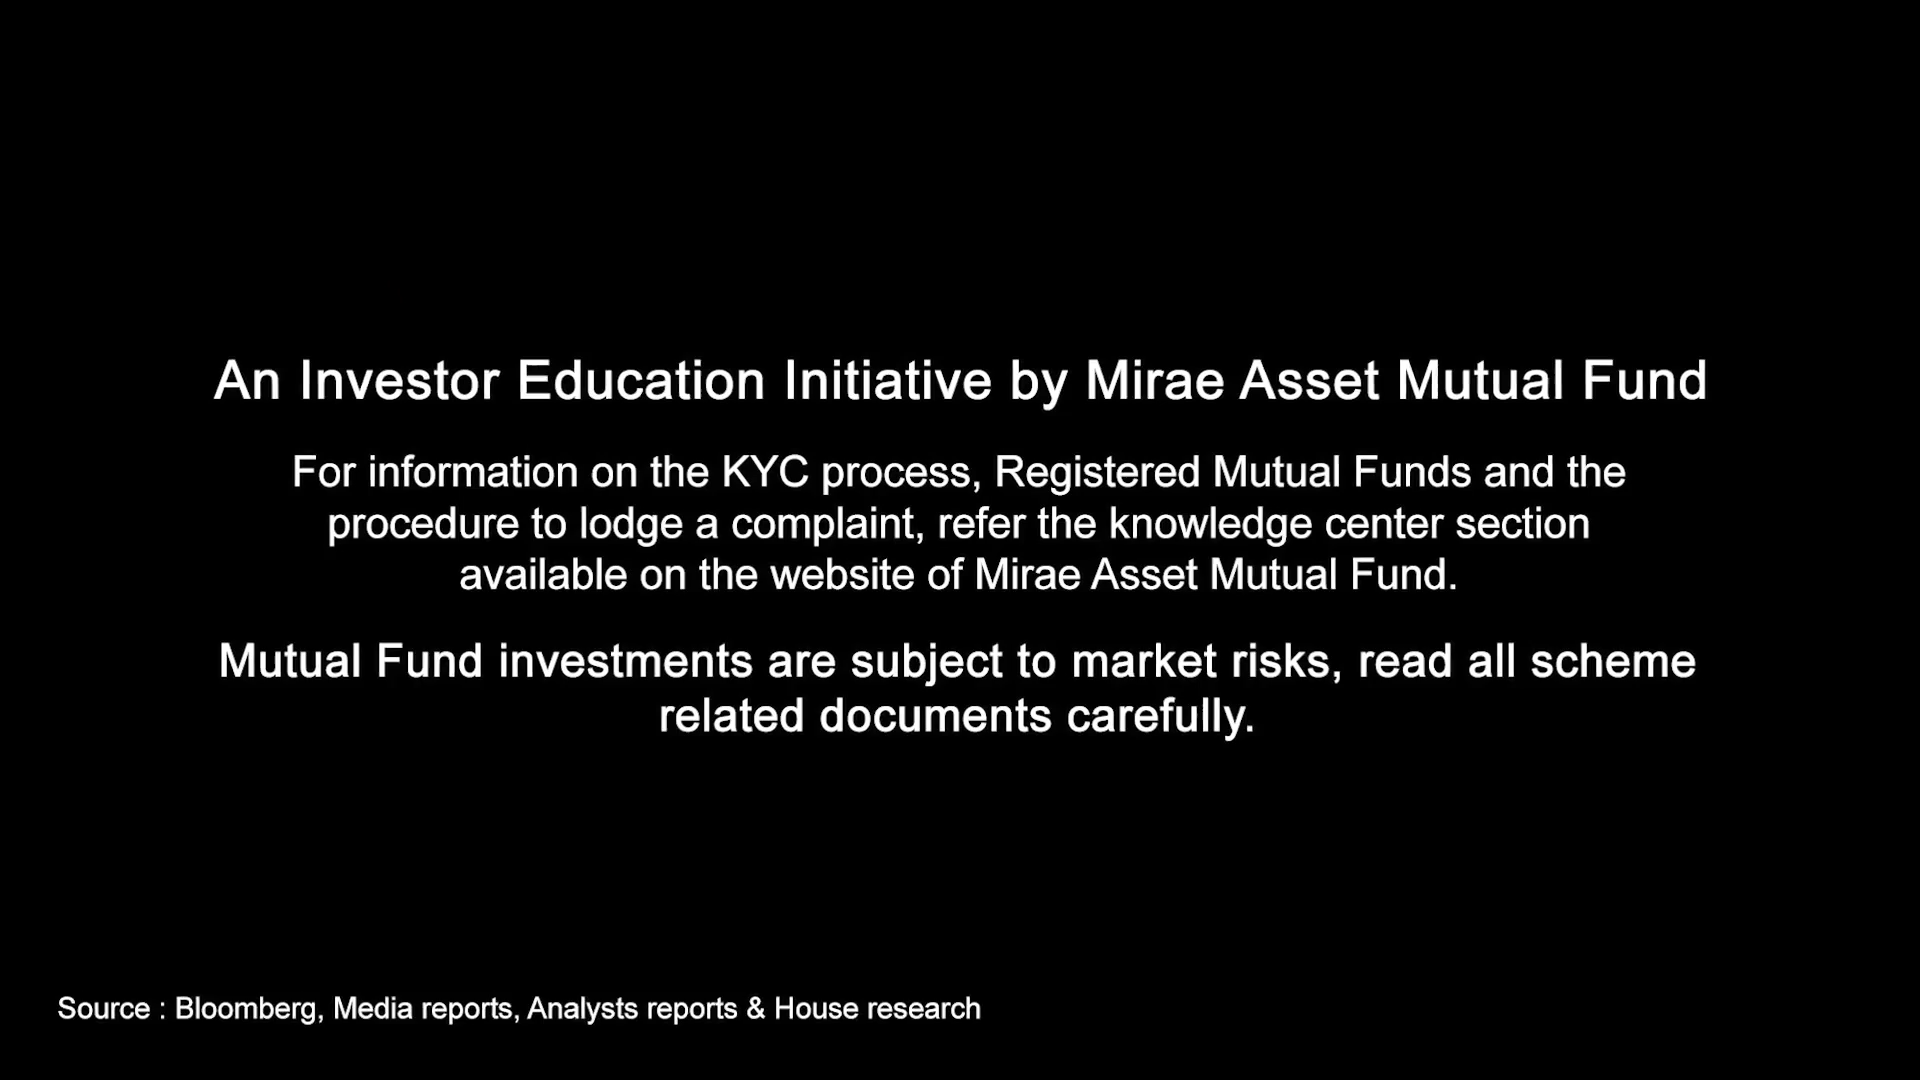 An Investor Education Initiative by Mirae Asset Mutual Fund
For information on the KYC process, Registered Mutual Funds and the
procedure to lodge a complaint, refer the knowledge center section
available on the website of Mirae Asset Mutual Fund.
Mutual Fund investments are subject to market risks, read all scheme
related documents carefully.
Source : Bloomberg, Media reports, Analysts reports & House research